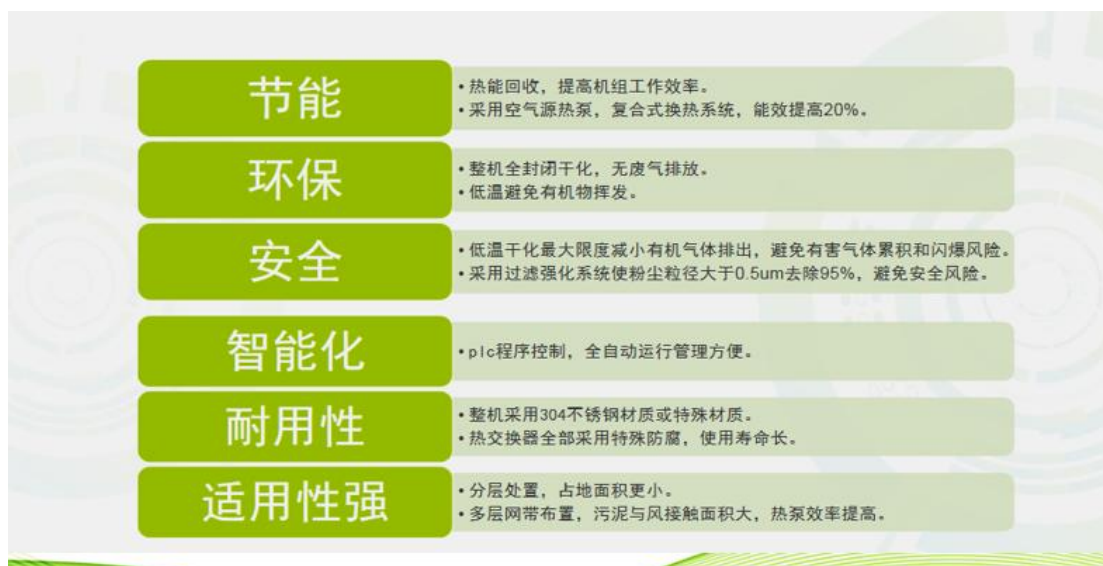 节能
• 热能回收，提高机组工作效率。
• 采用空气源热泵，复合式换热系统，能效提高20%。
环保
• 整机全封闭干化，无废气排放。
• 低温避免有机物挥发。
安全
• 低温干化最大限度减小有机气体排出，避免有害气体累积和闪爆风险。
• 采用过滤强化系统使粉尘粒径大于0.5um去除95%，避免安全风险。
智能化
• plc程序控制，全自动运行管理方便。
耐用性
• 整机采用304不锈钢材质或特殊材质。
• 热交换器全部采用特殊防腐，使用寿命长。
适用性强
• 分层处置，占地面积更小。
• 多层网带布置，污泥与风接触面积大，热泵效率提高。